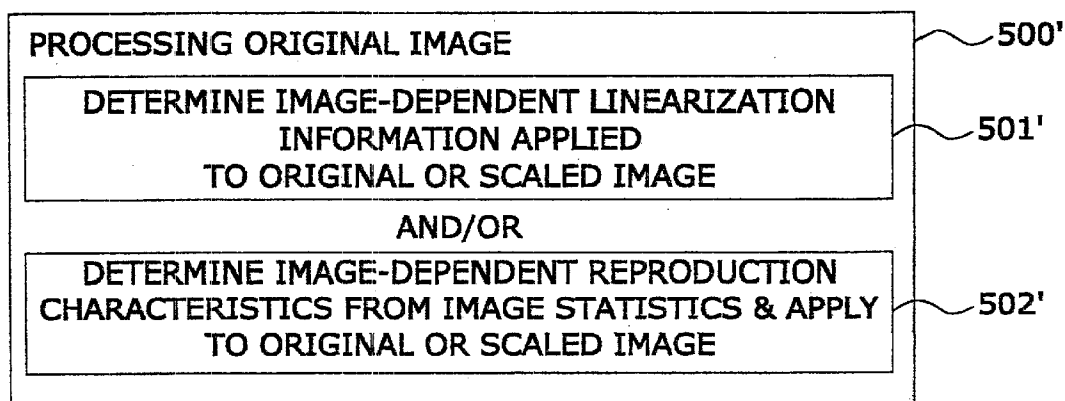 PROCESSING ORIGINAL IMAGE
500'
DETERMINE IMAGE-DEPENDENT LINEARIZATION
INFORMATION APPLIED
TO ORIGINAL OR SCALED IMAGE
501'
AND/OR
DETERMINE IMAGE-DEPENDENT REPRODUCTION
CHARACTERISTICS FROM IMAGE STATISTICS & APPLY
TO ORIGINAL OR SCALED IMAGE
502'